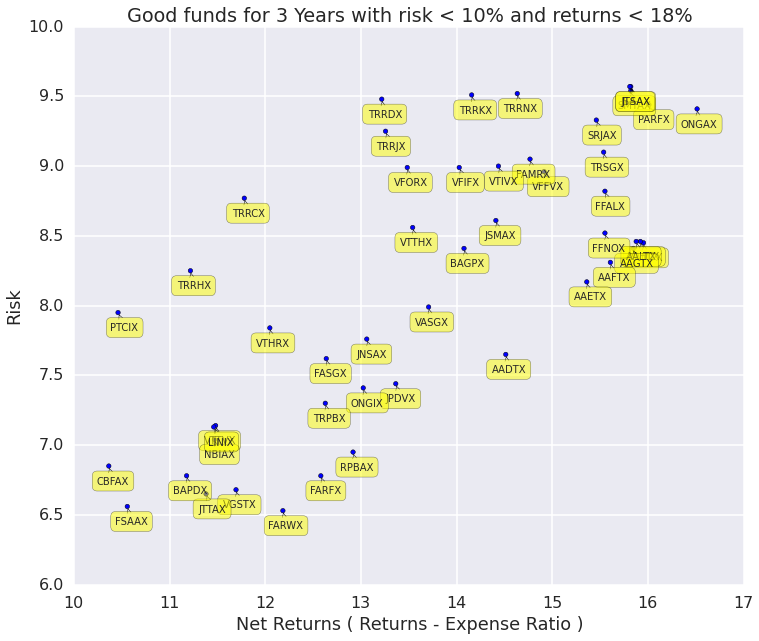 Good funds for 3 Years with risk < 10% and returns < 18%
10.0
9.5
9.0
8.5
8.0
7.5
7.0
6.5
6.0
Risk
JTSAX
TRRDX
TRRKX
TRRNX
PARFX
ONGAX
SRJAX
TRRJX
TRSGX
VFORX
VFIFX
VTIVX
FAMRX
VFFVX
FFALX
TRRCX
VTTHX
JSMAX
FFNOX
BAGPX
AAGTX
AAFTX
TRRHX
AAETX
PTCIX
VASGX
VTHRX
JNSAX
FASGX
AADTX
JPDVX
ONGIX
TRPBX
LTNIX
NBIAX
RPBAX
CBFAX
BAPDX
FARFX
VGSTX
JTTAX
FSAAX
FARWX
10 11 12 13 14 15 16 17
Net Returns ( Returns - Expense Ratio )